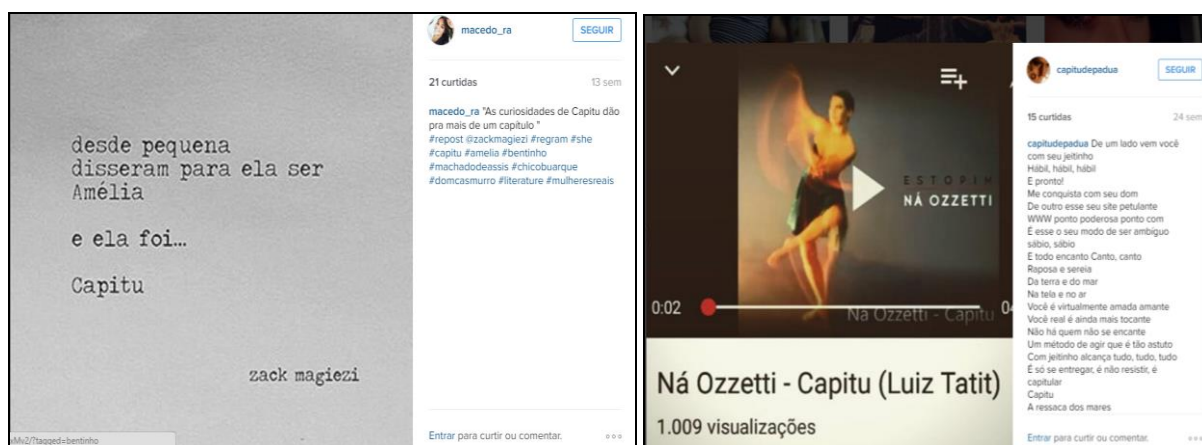 desde pequena
disseram para ela ser
Amélia
e ela foi...
Capitu
zack magiezi
/?tagged=bentinho
macedo_ra
SEGUIR
21 curtidas
13 sem
macedo_ra "As curiosidades de Capitu dão
pra mais de um capítulo "
#repost @zackmagiezi #regram #she
#capitu #amelia #bentinho
#machadodeassis #chicobuarque
#domcasmurro #literature #mulheresreais
Entrar para curtir ou comentar.
NÁ OZZETTI
0:02
Ná Ozzetti - Capitu
Ná Ozzetti - Capitu (Luiz Tatit)
1.009 visualizações
capitudepadua
SEGUIR
15 curtidas
24 sem
capitudepadua De um lado vem você
com seu jeitinho
Hábil, hábil, hábil
E pronto!
Me conquista com seu dom
De outro esse seu site petulante
WWW ponto poderosa ponto com
É esse o seu modo de ser ambíguo
sábio, sábio
E todo encanto Canto, canto
Raposa e sereia
Da terra e do mar
Na tela e no ar
Você é virtualmente amada amante
Você real é ainda mais tocante
Não há quem não se encante
Um método de agir que é tão astuto
Com jeitinho alcança tudo, tudo, tudo
É só se entregar, é não resistir, é
capitular
Capitu
A ressaca dos mares
Entrar para curtir ou comentar.